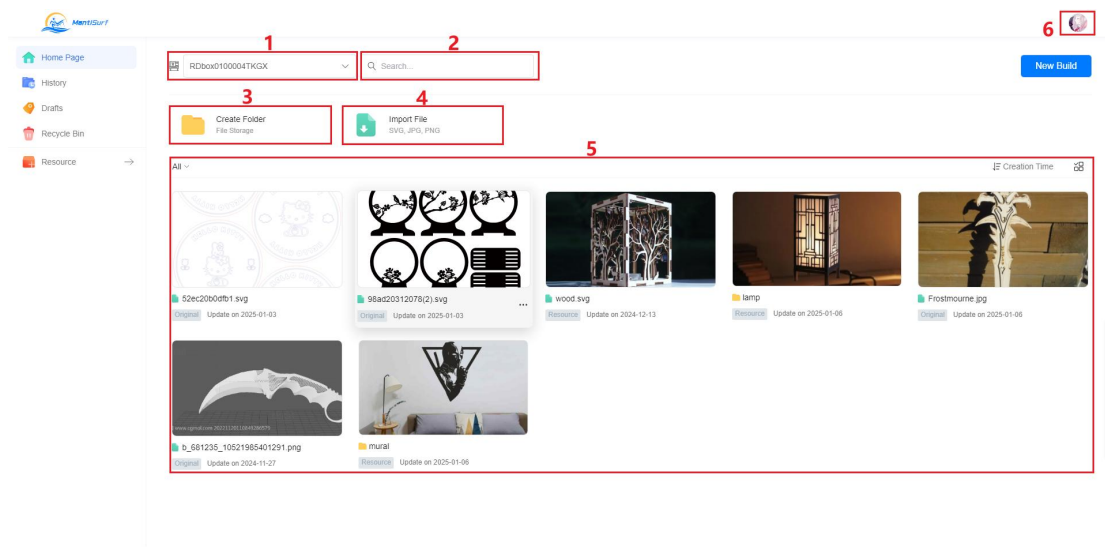 MantiSurf
6
1
2
Home Page
RDbox0100004TKGX
Search...
New Build
History
3
4
Drafts
Create Folder
File Storage
Import File
SVG, JPG, PNG
Recycle Bin
5
Resource
All
Creation Time
52ec20b0dfb1.svg
Original Update on 2025-01-03
98ad20312078(2).svg
Original Update on 2025-01-03
wood.svg
Resource Update on 2024-12-13
lamp
Resource Update on 2025-01-06
Frostmourne.jpg
Original Update on 2025-01-06
b_681235_10521985401291.png
Original Update on 2024-11-27
mural
Resource Update on 2025-01-06